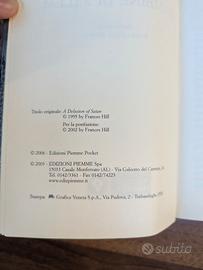 Titolo originale: A Delusion of Satan
© 1995 by Frances Hill
Per la postfazione:
© 2002 by Frances Hill
© 2006 - Edizioni Piemme Pocket
© 2003 - EDIZIONI PIEMME Spa
15033 Casale Monferrato (AL) - Via Galeotto del Carretto,
Tel. 0142/3361 - Fax 0142/74223
www.edizpiemme.it
Stampa: Grafica Veneta S.p.A., Via Padova, 2 - Trebaseleghe (PD)
subito